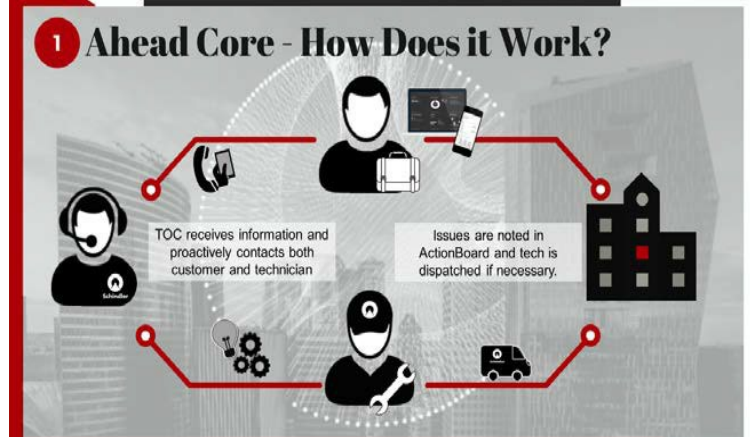 1 Ahead Core - How Does it Work?
TOC receives information and
proactively contacts both
customer and technician
Issues are noted in
ActionBoard and tech is
dispatched if necessary.
Schindler